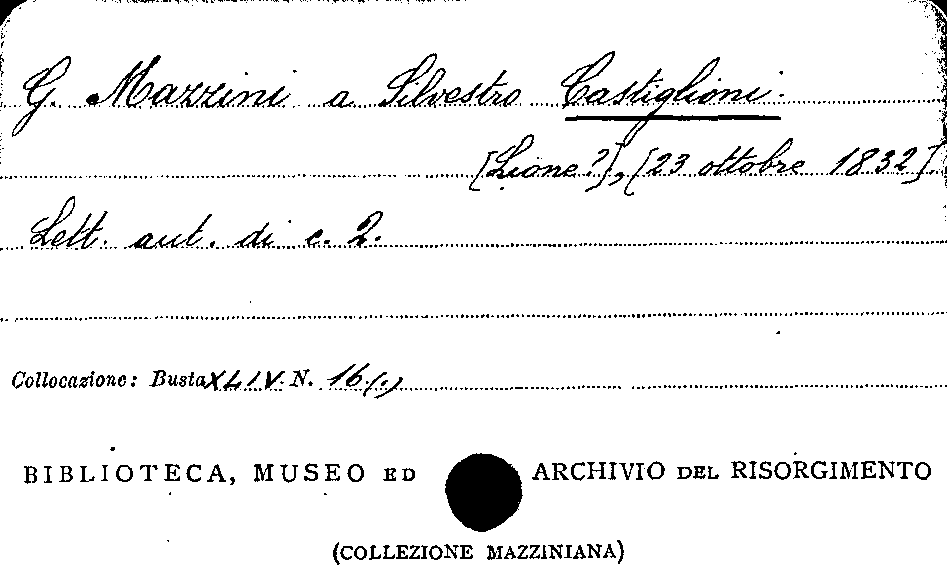 G. Mazzini a Silvestro Castiglioni.
[Lione?], [23 ottobre 1832].
Lett. aut. di c. 2.
Collocazione: Busta XLIV. N. 16(.)
BIBLIOTECA, MUSEO ED ARCHIVIO DEL RISORGIMENTO
(COLLEZIONE MAZZINIANA)